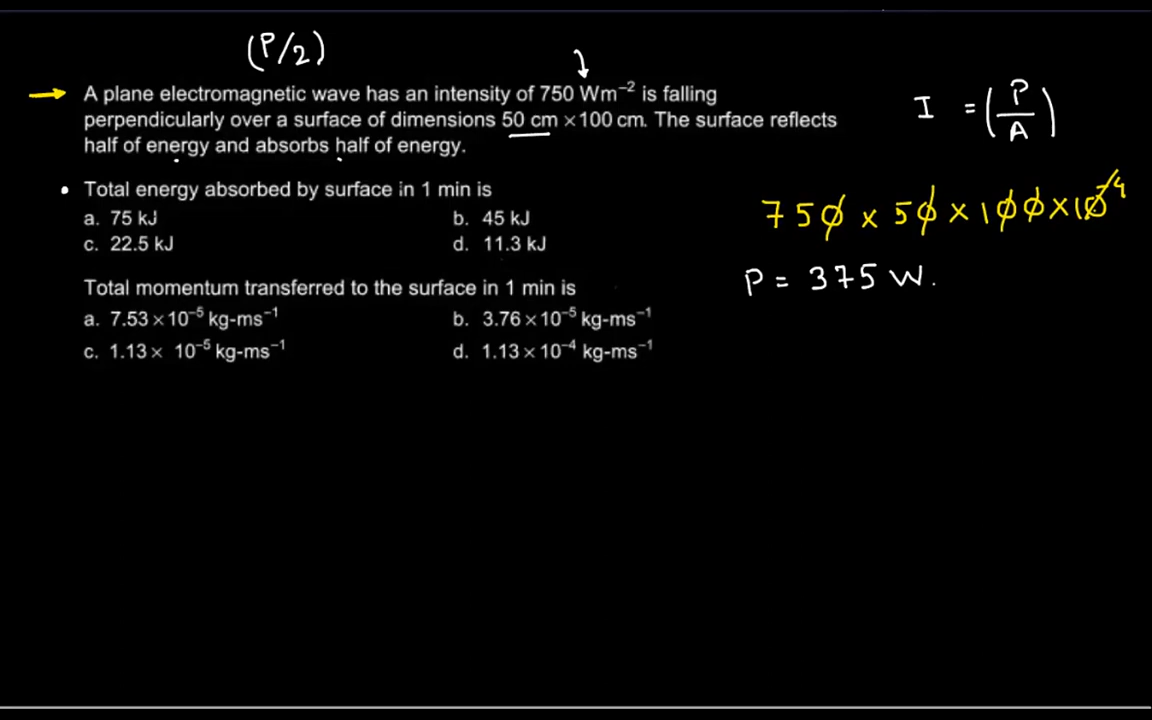 (P/2)
A plane electromagnetic wave has an intensity of 750 Wm⁻² is falling
perpendicularly over a surface of dimensions 50 cm ×100 cm. The surface reflects
half of energy and absorbs half of energy.
I = (P/A)
• Total energy absorbed by surface in 1 min is
a. 75 kJ b. 45 kJ
c. 22.5 kJ d. 11.3 kJ
750 × 50 × 100 × 10⁻⁴
P = 375 W.
Total momentum transferred to the surface in 1 min is
a. 7.53 × 10⁻⁵ kg-ms⁻¹ b. 3.76 × 10⁻⁵ kg-ms⁻¹
c. 1.13 × 10⁻⁵ kg-ms⁻¹ d. 1.13 × 10⁻⁴ kg-ms⁻¹